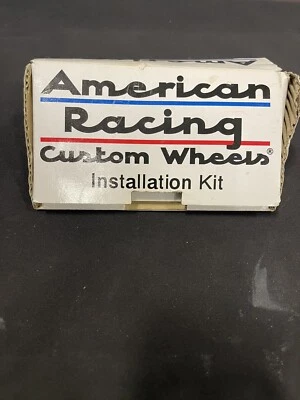 American
Racing
Custom Wheels®
Installation Kit